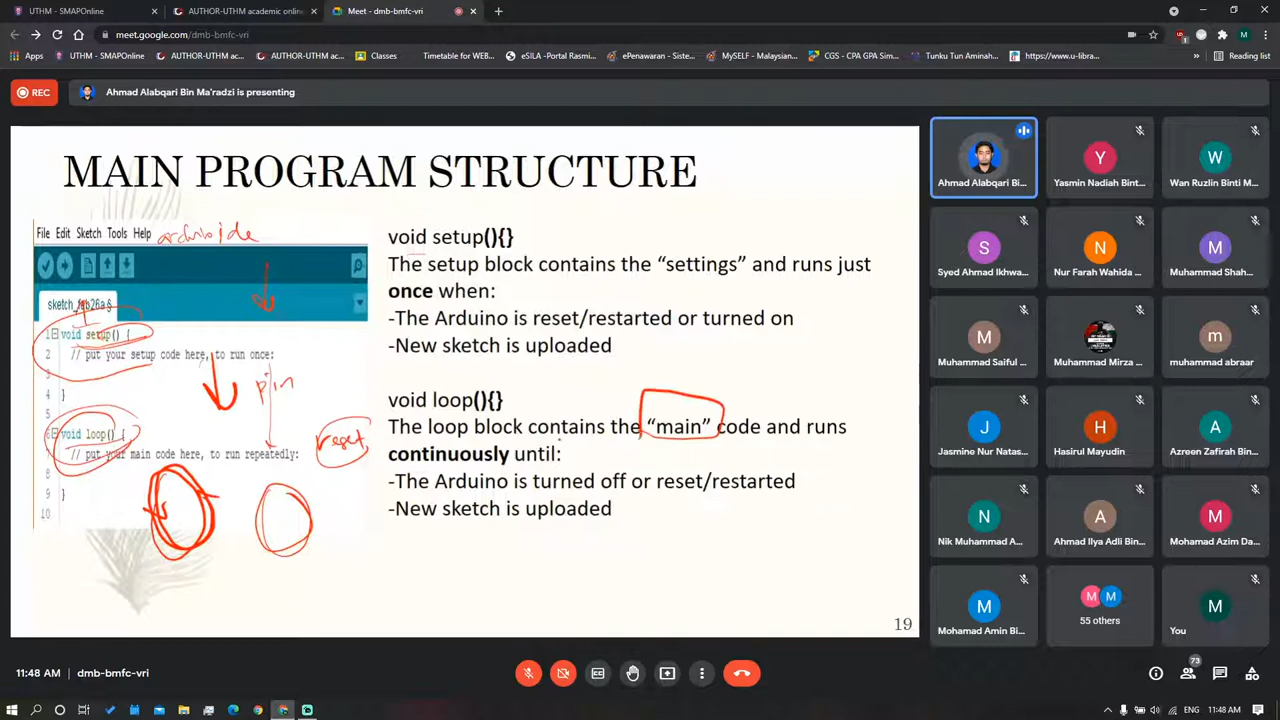 UTHM - SMAPOnline
AUTHOR-UTHM academic onlin
Meet - dmb-bmfc-vri
meet.google.com/dmb-bmfc-vri
Apps
UTHM - SMAPOnline
AUTHOR-UTHM ac...
AUTHOR-UTHM ac...
Classes
Timetable for WEB...
eSILA -Portal Rasmi...
ePenawaran - Siste...
MySELF - Malaysian...
CGS - CPA GPA Sim...
Tunku Tun Aminah...
https://www.u-libra...
»
Reading list
REC
Ahmad Alabqari Bin Ma'radzi is presenting
MAIN PROGRAM STRUCTURE
File Edit Sketch Tools Help
arduino ide
1 void setup() {
2 // put your setup code here, to run once:
3
4 }
5
pin
6 void loop() {
7 // put your main code here, to run repeatedly:
8
9 }
10
reset
void setup(){}
The setup block contains the “settings” and runs just
once when:
-The Arduino is reset/restarted or turned on
-New sketch is uploaded
void loop(){}
The loop block contains the “main” code and runs
continuously until:
-The Arduino is turned off or reset/restarted
-New sketch is uploaded
19
Ahmad Alabqari Bi...
Y
Yasmin Nadiah Bint...
W
Wan Ruzlin Binti M...
S
Syed Ahmad Ikhwa...
N
Nur Farah Wahida ...
M
Muhammad Shah...
M
Muhammad Saiful ...
Muhammad Mirza ...
m
muhammad abraar
J
Jasmine Nur Natas...
H
Hasirul Mayudin
A
Azreen Zafirah Bin...
N
Nik Muhammad A...
A
Ahmad Ilya Adli Bin...
M
Mohamad Azim Da...
M
Mohamad Amin Bi...
M M
55 others
M
You
11:48 AM | dmb-bmfc-vri
73
ENG 11:48 AM